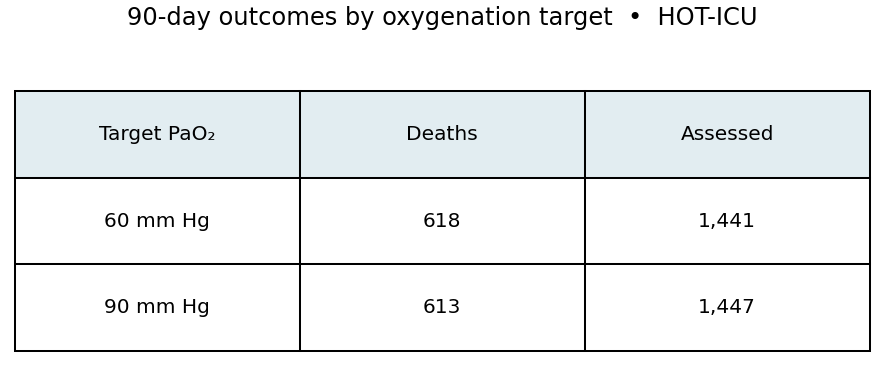 90-day outcomes by oxygenation target • HOT-ICU
Target PaO₂ Deaths Assessed
60 mm Hg 618 1,441
90 mm Hg 613 1,447